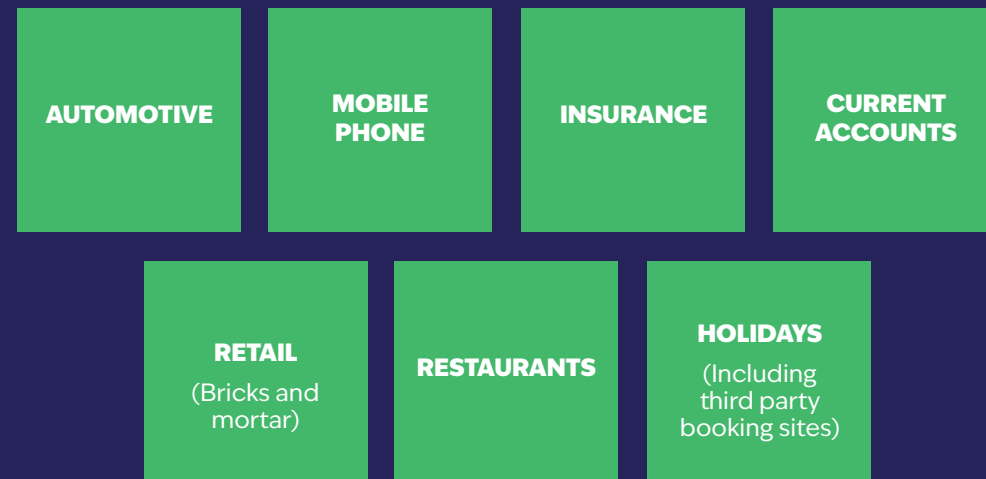 AUTOMOTIVE
MOBILE
PHONE
INSURANCE
CURRENT
ACCOUNTS
RETAIL
(Bricks and
mortar)
RESTAURANTS
HOLIDAYS
(Including
third party
booking sites)